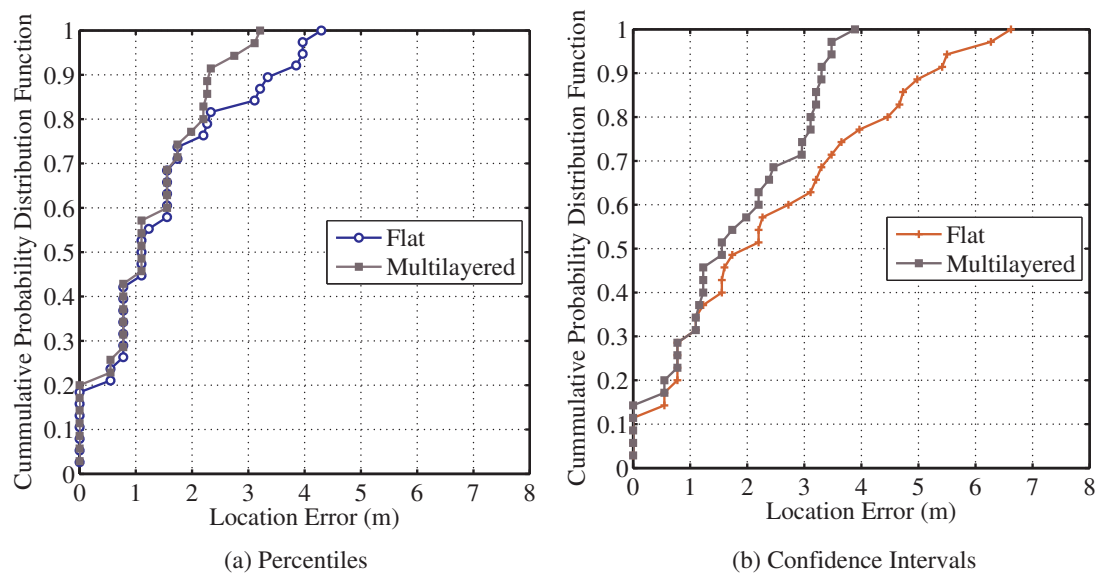 Cummulative Probability Distribution Function
1
0.9
0.8
0.7
0.6
0.5
0.4
0.3
0.2
0.1
0
Flat
Multilayered
0 1 2 3 4 5 6 7 8
Location Error (m)
(a) Percentiles
Cummulative Probability Distribution Function
1
0.9
0.8
0.7
0.6
0.5
0.4
0.3
0.2
0.1
0
Flat
Multilayered
0 1 2 3 4 5 6 7 8
Location Error (m)
(b) Confidence Intervals